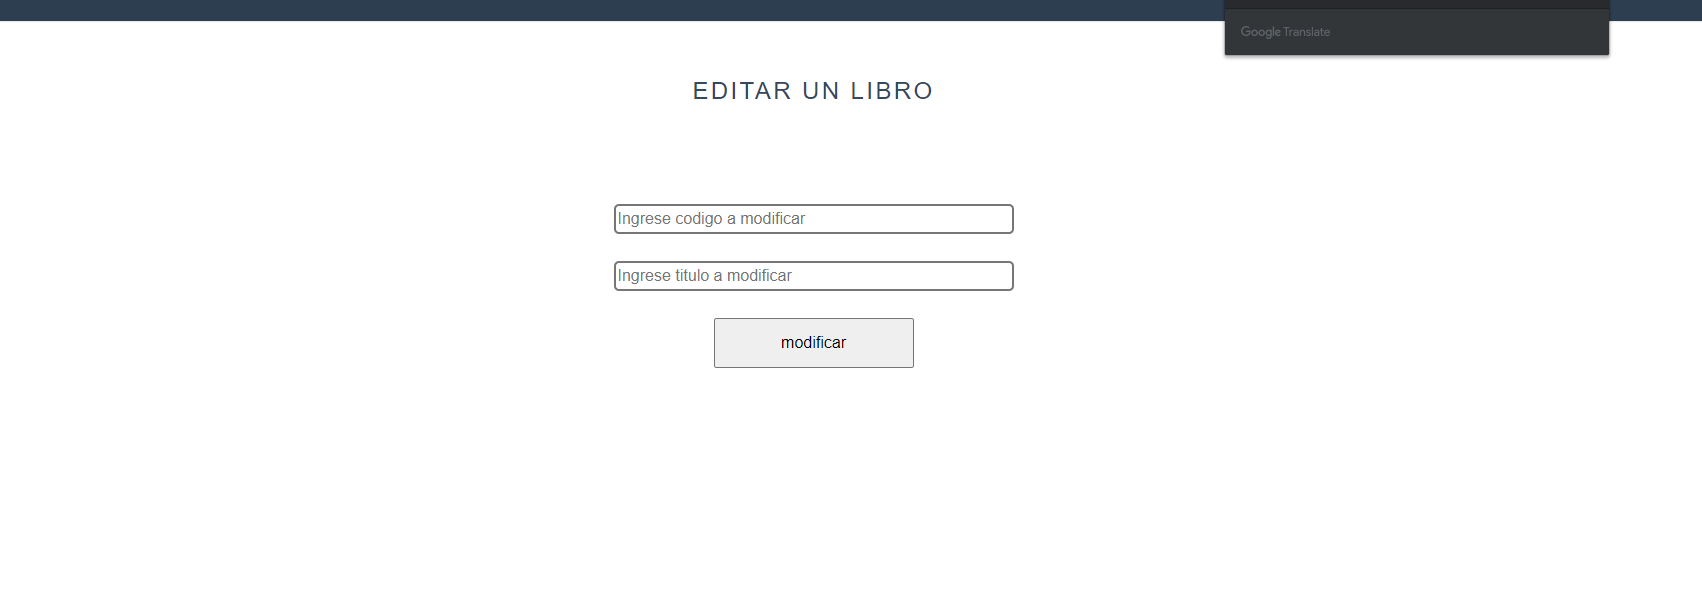 Google Translate
EDITAR UN LIBRO
Ingrese codigo a modificar
Ingrese titulo a modificar
modificar